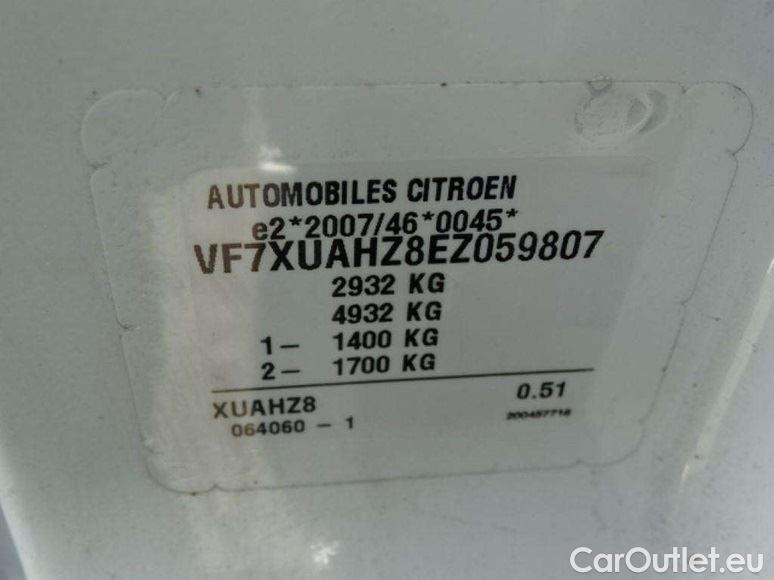 AUTOMOBILES CITROEN
e2*2007/46*0045*
VF7XUAHZ8EZ059807
2932 KG
4932 KG
1- 1400 KG
2- 1700 KG
XUAHZ8 0.51
064060 - 1 200457716
CarOutlet.eu